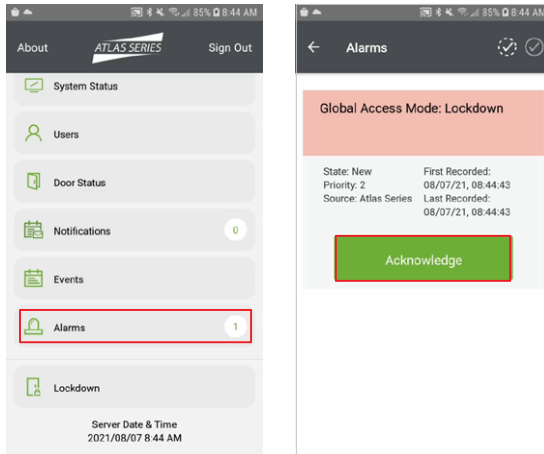 85% 8:44 AM
About
ATLAS SERIES
Sign Out
System Status
Users
Door Status
Notifications
0
Events
Alarms
1
Lockdown
Server Date & Time
2021/08/07 8:44 AM
85% 8:44 AM
Alarms
Global Access Mode: Lockdown
State: New
Priority: 2
Source: Atlas Series
First Recorded:
08/07/21, 08:44:43
Last Recorded:
08/07/21, 08:44:43
Acknowledge